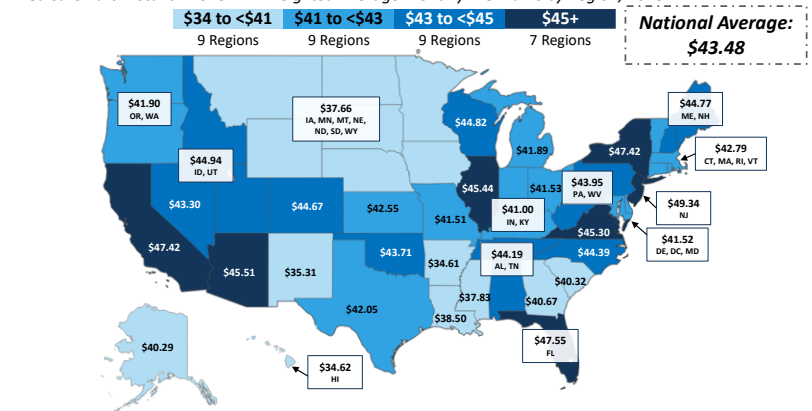 $34 to <$41
$41 to <$43
$43 to <$45
$45+
9 Regions
9 Regions
9 Regions
7 Regions
National Average:
$43.48
$41.90
OR, WA
$37.66
IA, MN, MT, NE,
ND, SD, WY
$44.82
$41.89
$44.77
ME, NH
$47.42
$42.79
CT, MA, RI, VT
$44.94
ID, UT
$43.30
$44.67
$42.55
$41.51
$45.44
$41.53
$43.95
PA, WV
$41.00
IN, KY
$49.34
NJ
$45.30
$41.52
DE, DC, MD
$47.42
$45.51
$35.31
$43.71
$34.61
$44.19
AL, TN
$44.39
$40.32
$42.05
$37.83
$40.67
$38.50
$47.55
FL
$40.29
$34.62
HI